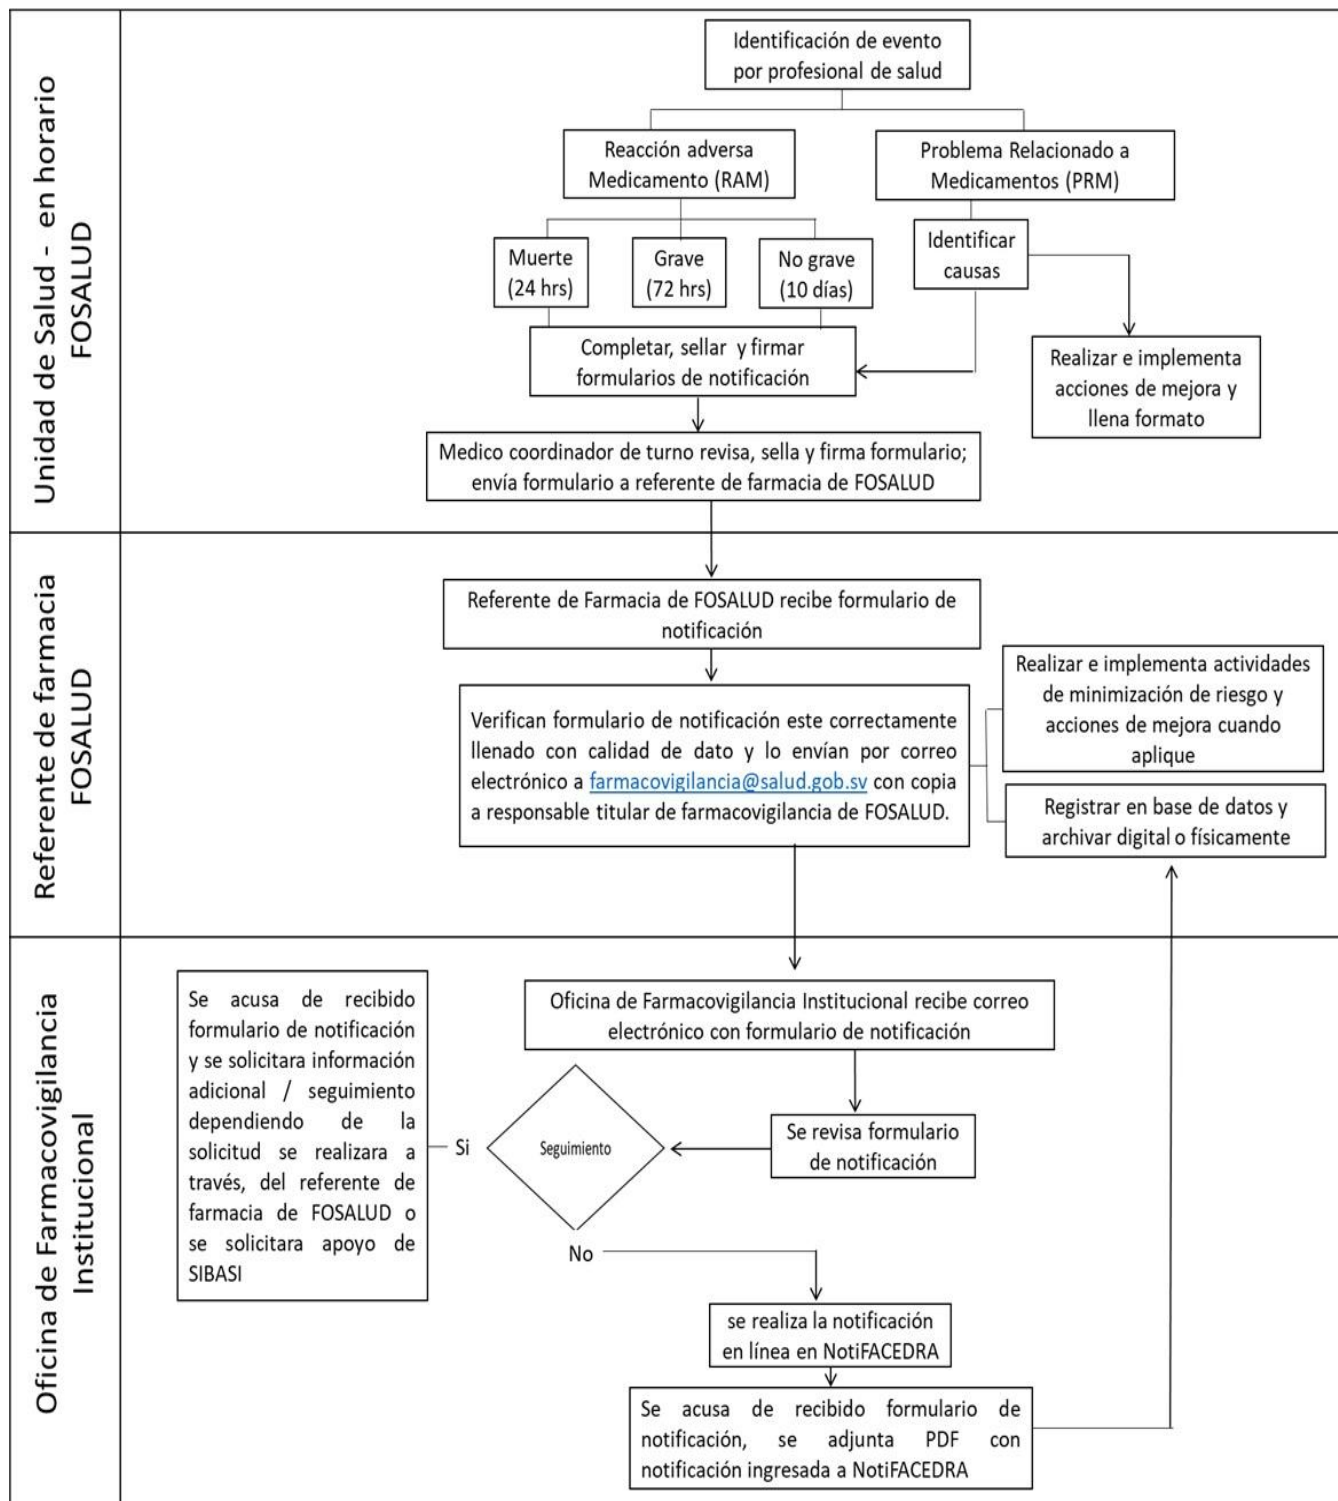 Unidad de Salud - en horario
FOSALUD
Identificación de evento
por profesional de salud
Reacción adversa
Medicamento (RAM)
Problema Relacionado a
Medicamentos (PRM)
Muerte
(24 hrs)
Grave
(72 hrs)
No grave
(10 días)
Identificar
causas
Completar, sellar y firmar
formularios de notificación
Realizar e implementa
acciones de mejora y
llena formato
Medico coordinador de turno revisa, sella y firma formulario;
envía formulario a referente de farmacia de FOSALUD
Referente de farmacia
FOSALUD
Referente de Farmacia de FOSALUD recibe formulario de
notificación
Verifican formulario de notificación este correctamente
llenado con calidad de dato y lo envían por correo
electrónico a farmacovigilancia@salud.gob.sv con copia
a responsable titular de farmacovigilancia de FOSALUD.
Realizar e implementa actividades
de minimización de riesgo y
acciones de mejora cuando
aplique
Registrar en base de datos y
archivar digital o físicamente
Oficina de Farmacovigilancia
Institucional
Oficina de Farmacovigilancia Institucional recibe correo
electrónico con formulario de notificación
Se revisa formulario
de notificación
Seguimiento
Si
Se acusa de recibido
formulario de notificación
y se solicitara información
adicional / seguimiento
dependiendo de la
solicitud se realizara a
través, del referente de
farmacia de FOSALUD o
se solicitara apoyo de
SIBASI
No
se realiza la notificación
en línea en NotiFACEDRA
Se acusa de recibido formulario de
notificación, se adjunta PDF con
notificación ingresada a NotiFACEDRA